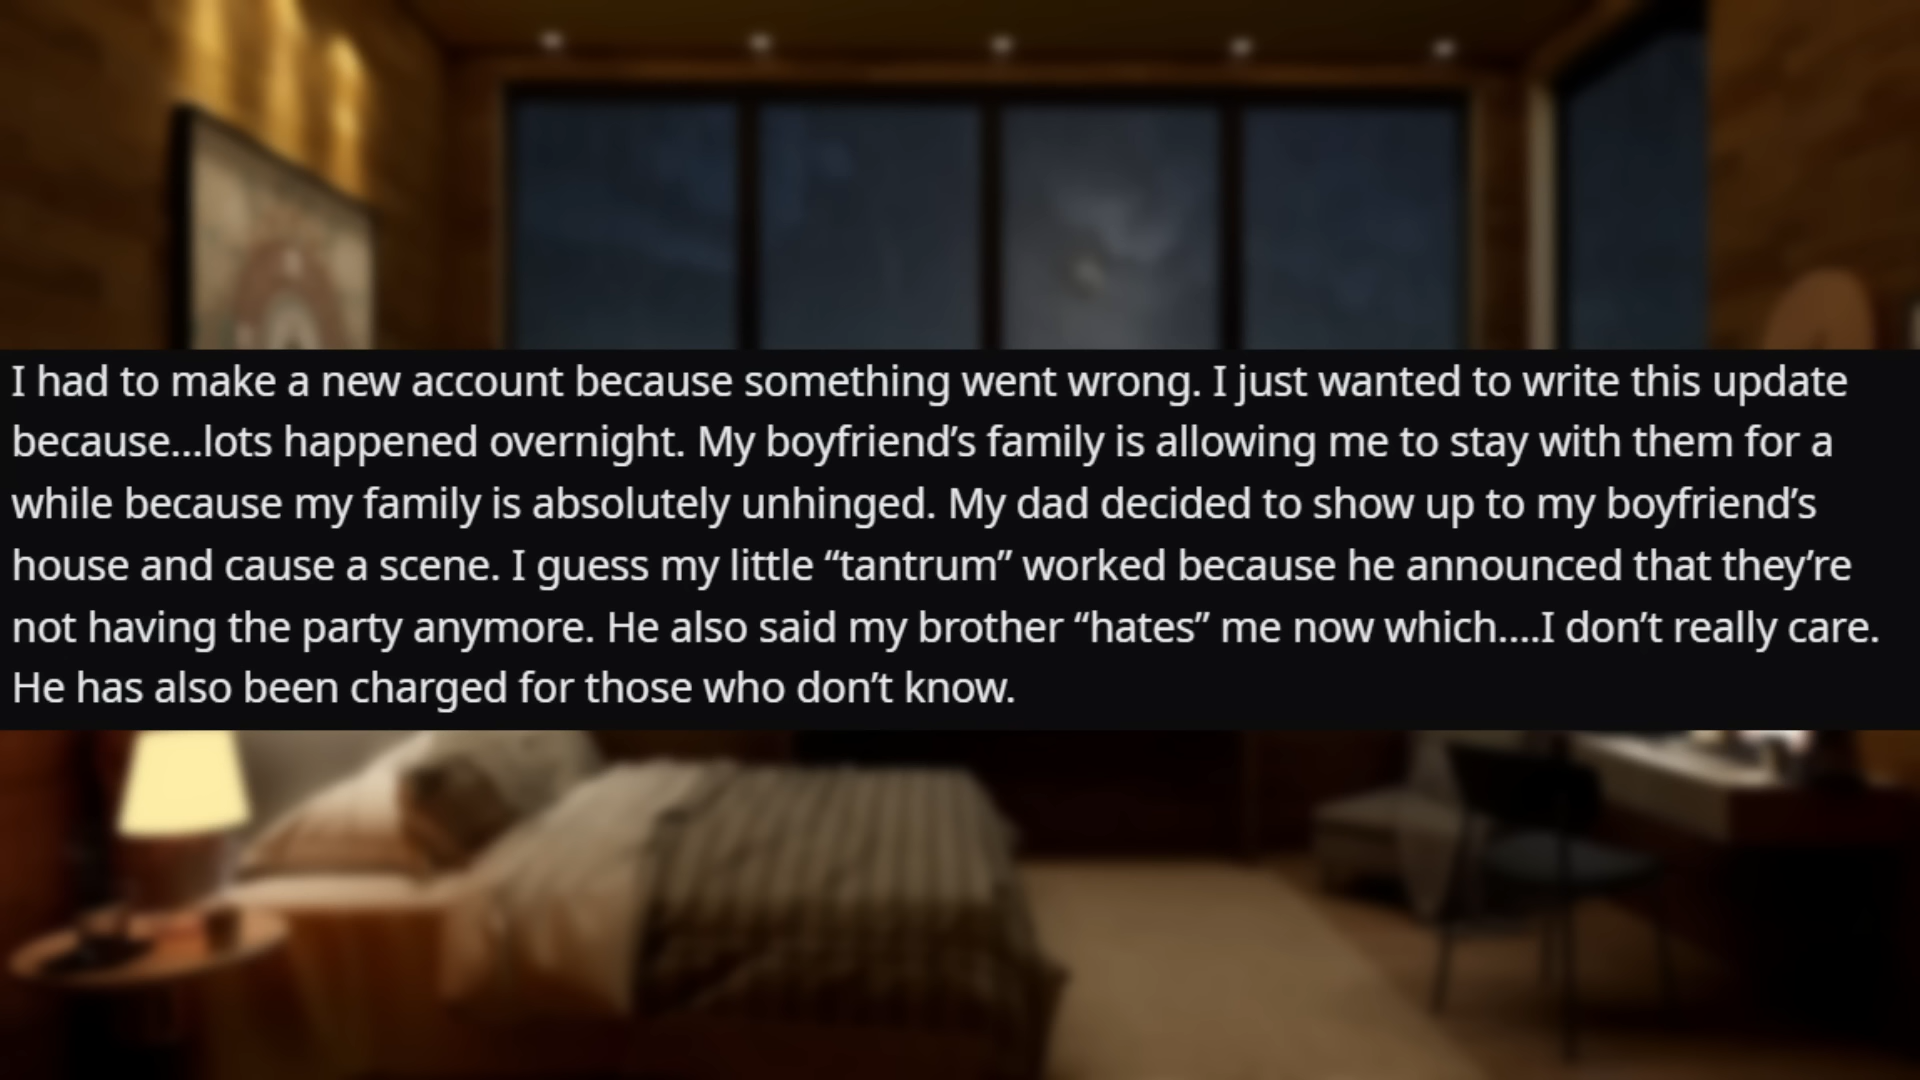 I had to make a new account because something went wrong. I just wanted to write this update
because...lots happened overnight. My boyfriend’s family is allowing me to stay with them for a
while because my family is absolutely unhinged. My dad decided to show up to my boyfriend’s
house and cause a scene. I guess my little “tantrum” worked because he announced that they’re
not having the party anymore. He also said my brother “hates” me now which....I don’t really care.
He has also been charged for those who don’t know.